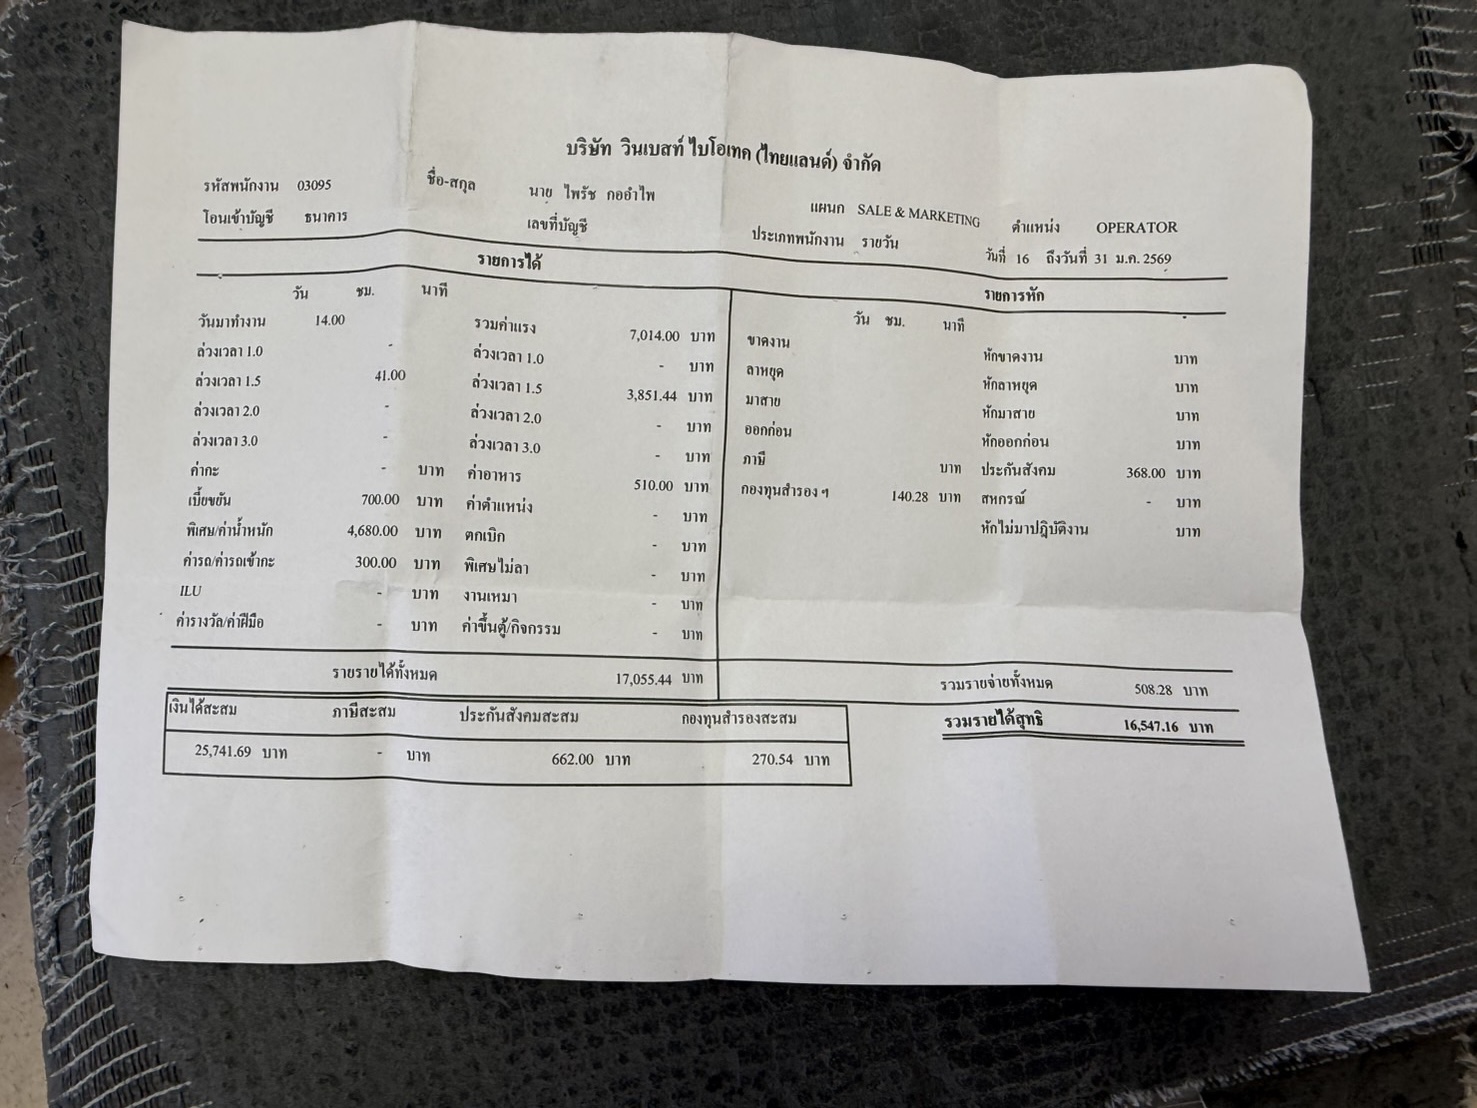 บริษัท วินเบสท์ ไบโอเทค (ไทยแลนด์) จำกัด
รหัสพนักงาน 03095 ชื่อ-สกุล นาย ไพรัช กออำไพ แผนก SALE & MARKETING ตำแหน่ง OPERATOR
โอนเข้าบัญชี ธนาคาร เลขที่บัญชี ประเภทพนักงาน รายวัน วันที่ 16 ถึงวันที่ 31 ม.ค. 2569
รายการได้ รายการหัก
วัน ชม. นาที วัน ชม. นาที
วันมาทำงาน 14.00 รวมค่าแรง 7,014.00 บาท ขาดงาน หักขาดงาน บาท
ล่วงเวลา 1.0 - ล่วงเวลา 1.0 - บาท ลาหยุด หักลาหยุด บาท
ล่วงเวลา 1.5 41.00 ล่วงเวลา 1.5 3,851.44 บาท มาสาย หักมาสาย บาท
ล่วงเวลา 2.0 - ล่วงเวลา 2.0 - บาท ออกก่อน หักออกก่อน บาท
ล่วงเวลา 3.0 - ล่วงเวลา 3.0 - บาท ภาษี บาท ประกันสังคม 368.00 บาท
ค่ากะ - บาท ค่าอาหาร 510.00 บาท กองทุนสำรอง ฯ 140.28 บาท สหกรณ์ - บาท
เบี้ยขยัน 700.00 บาท ค่าตำแหน่ง - บาท หักไม่มาปฎิบัติงาน บาท
พิเศษ/ค่าน้ำหนัก 4,680.00 บาท ตกเบิก - บาท
ค่ารถ/ค่ารถเข้ากะ 300.00 บาท พิเศษไม่ลา - บาท
ILU - บาท งานเหมา - บาท
ค่ารางวัล/ค่าฝีมือ - บาท ค่าขึ้นตู้/กิจกรรม - บาท
รายรายได้ทั้งหมด 17,055.44 บาท รวมรายจ่ายทั้งหมด 508.28 บาท
เงินได้สะสม ภาษีสะสม ประกันสังคมสะสม กองทุนสำรองสะสม รวมรายได้สุทธิ 16,547.16 บาท
25,741.69 บาท - บาท 662.00 บาท 270.54 บาท